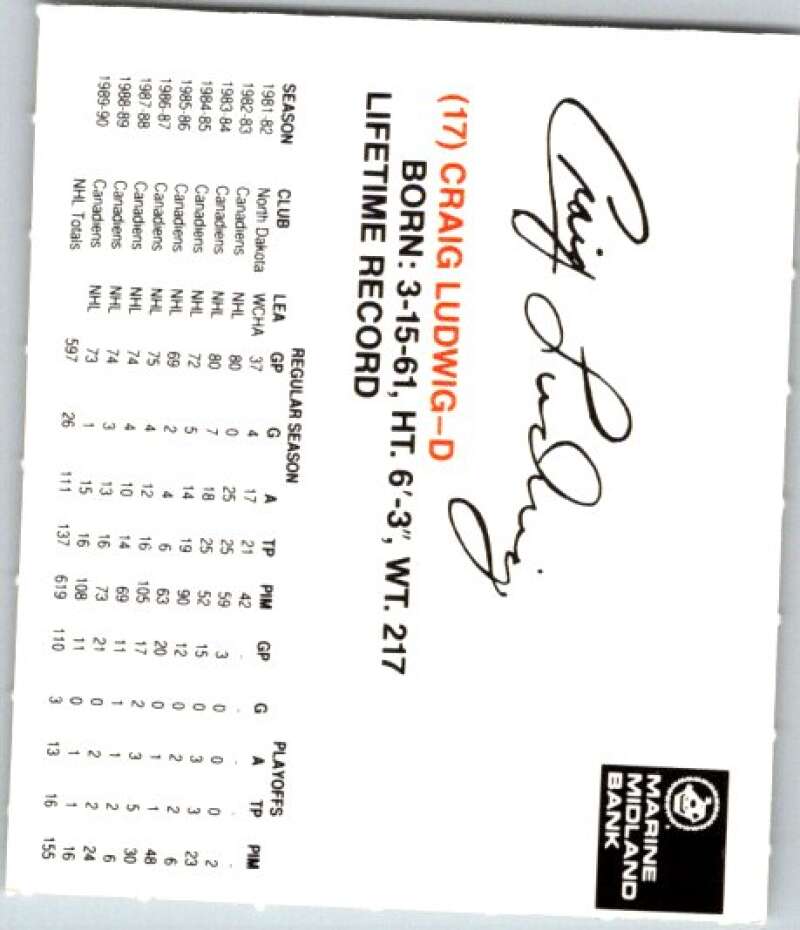 Craig Ludwig
MARINE
MIDLAND
BANK
(17) CRAIG LUDWIG–D
BORN: 3-15-61, HT. 6'-3", WT. 217
LIFETIME RECORD
REGULAR SEASON PLAYOFFS
SEASON CLUB LEA GP G A TP PIM GP G A TP PIM
1981-82 North Dakota WCHA 37 4 17 21 42 - - - - -
1982-83 Canadiens NHL 80 0 25 25 59 3 0 0 0 2
1983-84 Canadiens NHL 80 7 18 25 52 15 0 3 3 23
1984-85 Canadiens NHL 72 5 14 19 90 12 0 2 2 6
1985-86 Canadiens NHL 69 2 4 6 63 20 0 1 1 48
1986-87 Canadiens NHL 75 4 12 16 105 17 2 3 5 30
1987-88 Canadiens NHL 74 4 10 14 69 11 1 1 2 6
1988-89 Canadiens NHL 74 3 13 16 73 21 0 2 2 24
1989-90 Canadiens NHL 73 1 15 16 108 11 0 1 1 16
NHL Totals 597 26 111 137 619 110 3 13 16 155